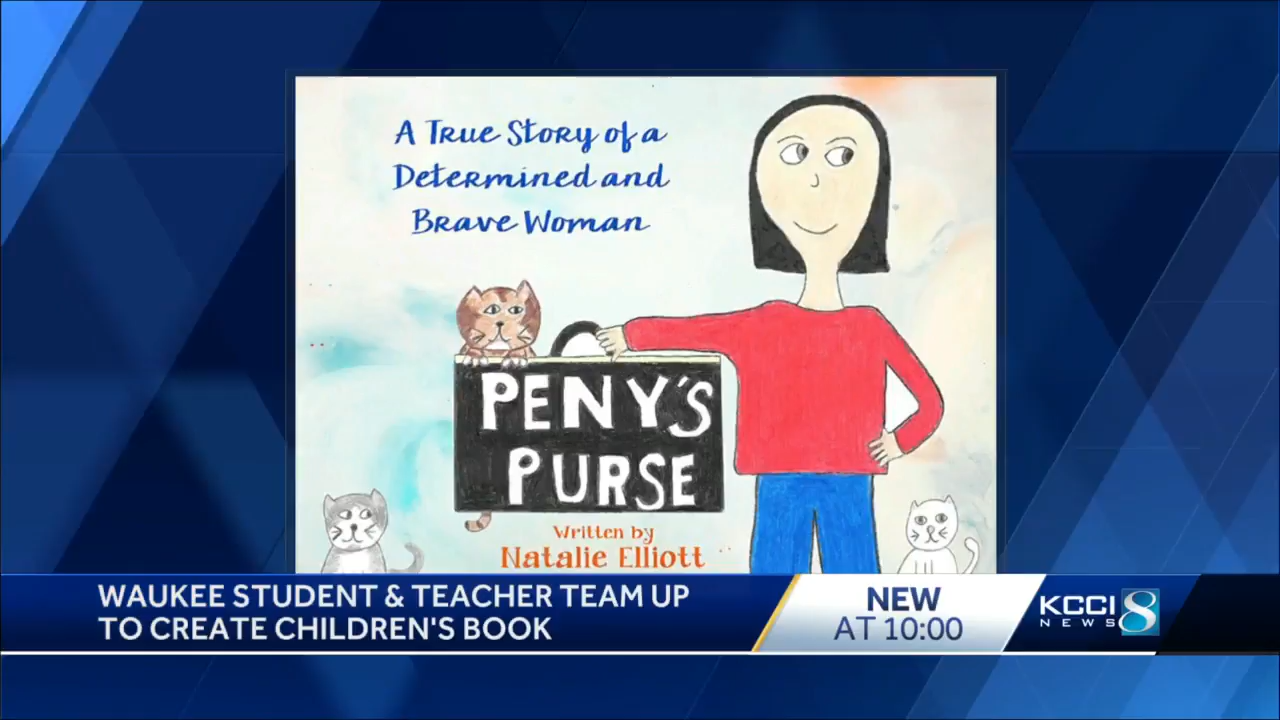 A True Story of a
Determined and
Brave Woman
PENY'S
PURSE
Written by
Natalie Elliott
WAUKEE STUDENT & TEACHER TEAM UP
TO CREATE CHILDREN'S BOOK
NEW
AT 10:00
KCCI 8
NEWS